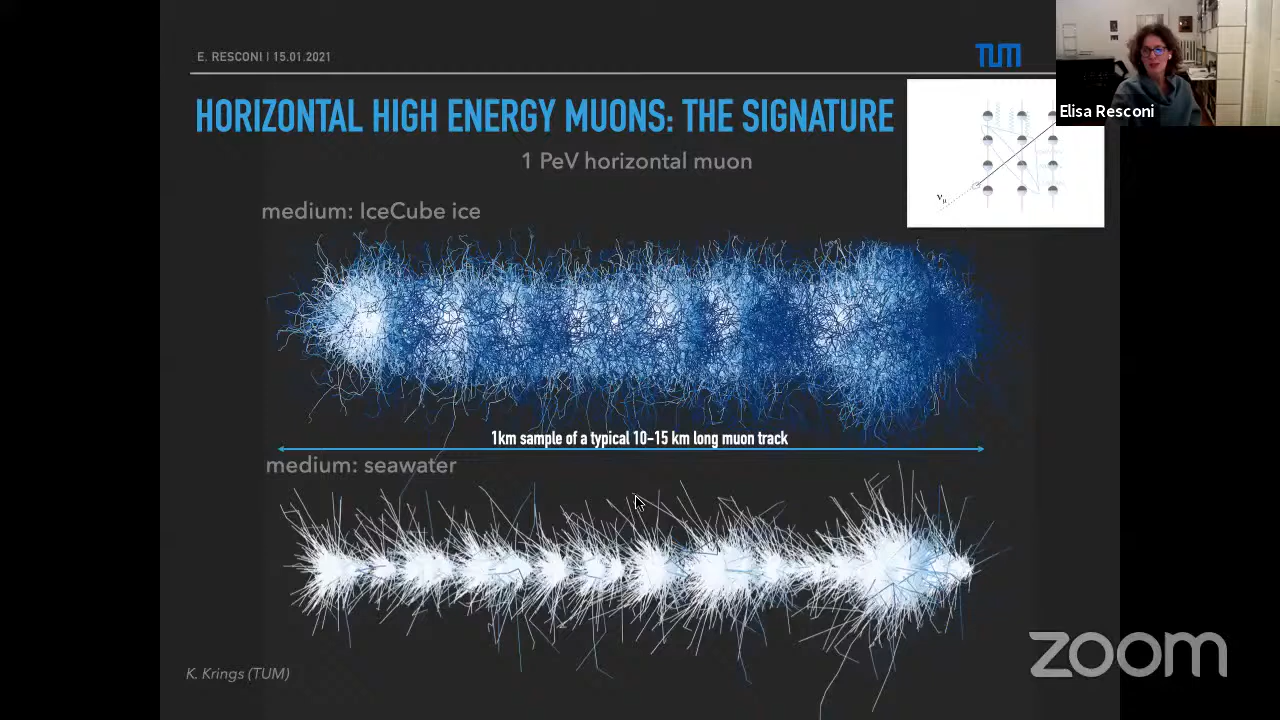 E. RESCONI | 15.01.2021
TUM
HORIZONTAL HIGH ENERGY MUONS: THE SIGNATURE
Elisa Resconi
1 PeV horizontal muon
νμ
medium: IceCube ice
1km sample of a typical 10-15 km long muon track
medium: seawater
K. Krings (TUM)
zoom